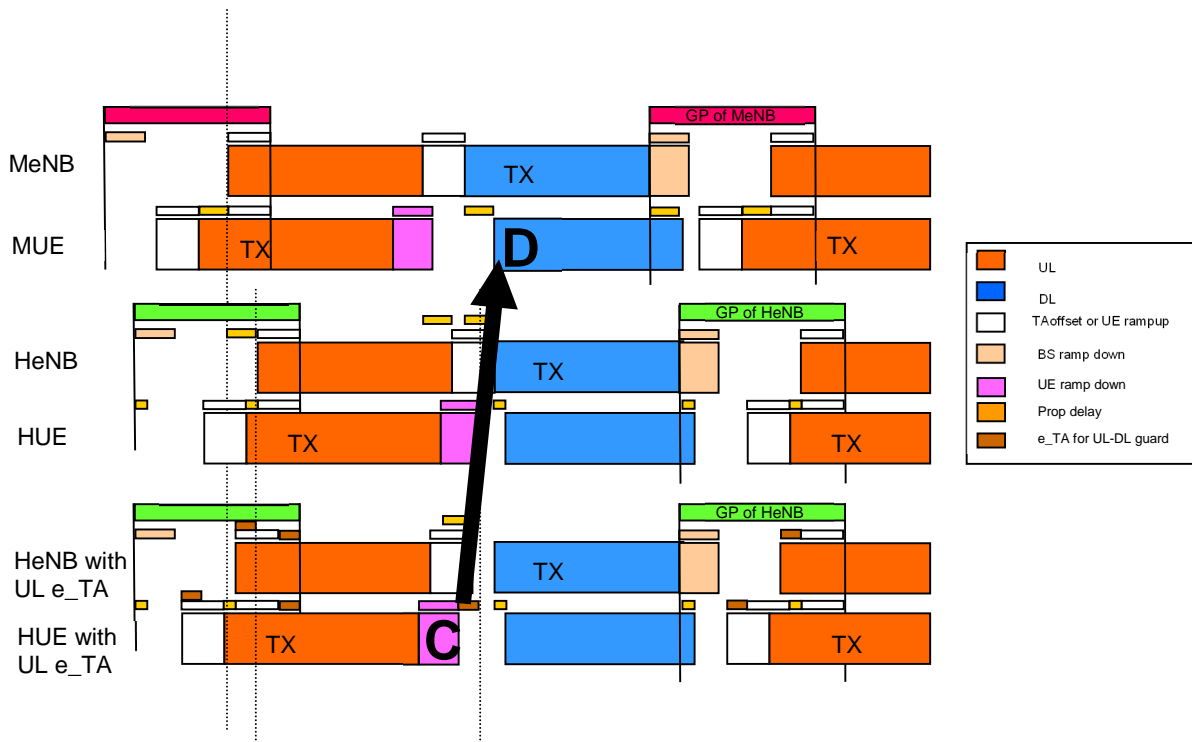 GP of MeNB
MeNB
TX
MUE
TX
D
TX
GP of HeNB
HeNB
TX
HUE
TX
GP of HeNB
HeNB with
UL e_TA
TX
HUE with
UL e_TA
TX
C
TX
UL
DL
TAoffset or UE rampup
BS ramp down
UE ramp down
Prop delay
e_TA for UL-DL guard